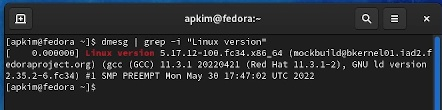 apkim@fedora:~
[apkim@fedora ~]$ dmesg | grep -i "Linux version"
[    0.000000] Linux version 5.17.12-100.fc34.x86_64 (mockbuild@bkernel01.iad2.f
edoraproject.org) (gcc (GCC) 11.3.1 20220421 (Red Hat 11.3.1-2), GNU ld version
2.35.2-6.fc34) #1 SMP PREEMPT Mon May 30 17:47:02 UTC 2022
[apkim@fedora ~]$